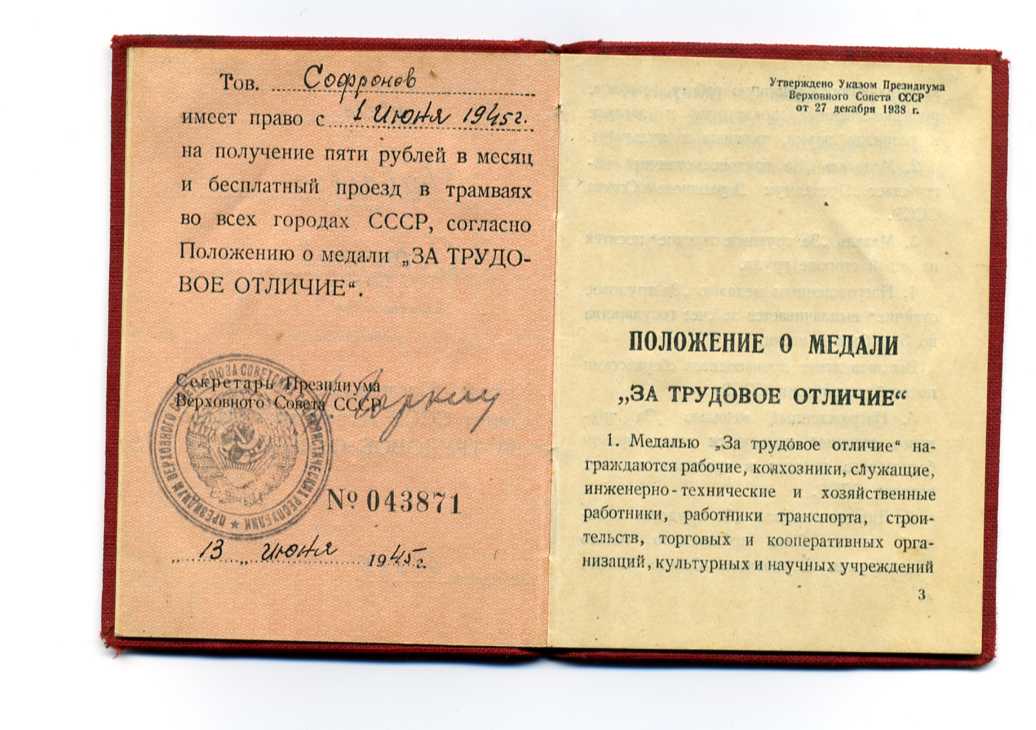 Тов. Софронов
имеет право с 1 июня 1945г.
на получение пяти рублей в месяц
и бесплатный проезд в трамваях
во всех городах СССР, согласно
Положению о медали „ЗА ТРУДО-
ВОЕ ОТЛИЧИЕ“.
Секретарь Президиума
Верховного Совета СССР
№ 043871
„13„ июня 1945г.
Утверждено Указом Президиума
Верховного Совета СССР
от 27 декабря 1938 г.
ПОЛОЖЕНИЕ О МЕДАЛИ
„ЗА ТРУДОВОЕ ОТЛИЧИЕ“
1. Медалью „За трудовое отличие“ на-
граждаются рабочие, колхозники, служащие,
инженерно-технические и хозяйственные
работники, работники транспорта, строи-
тельств, торговых и кооперативных орга-
низаций, культурных и научных учреждений
3